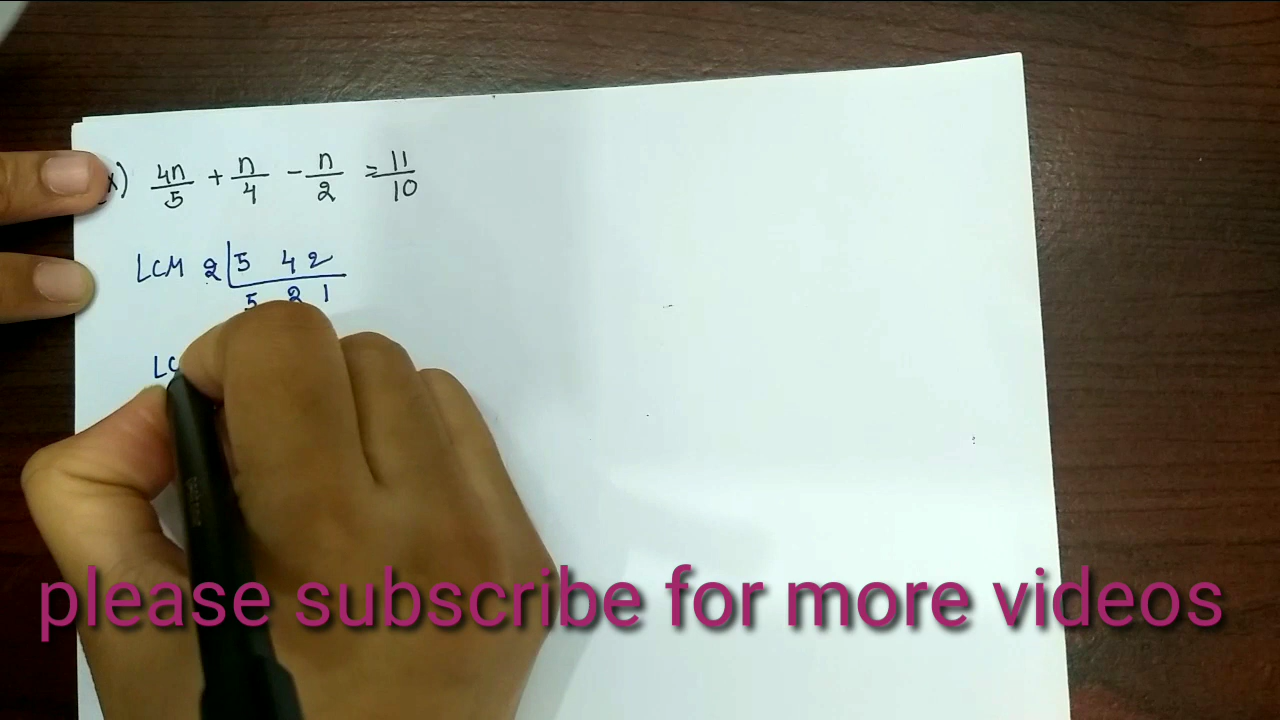 x) 4n/5 + n/4 - n/2 = 11/10
LCM 2 | 5 4 2
5 2 1
LC
please subscribe for more videos